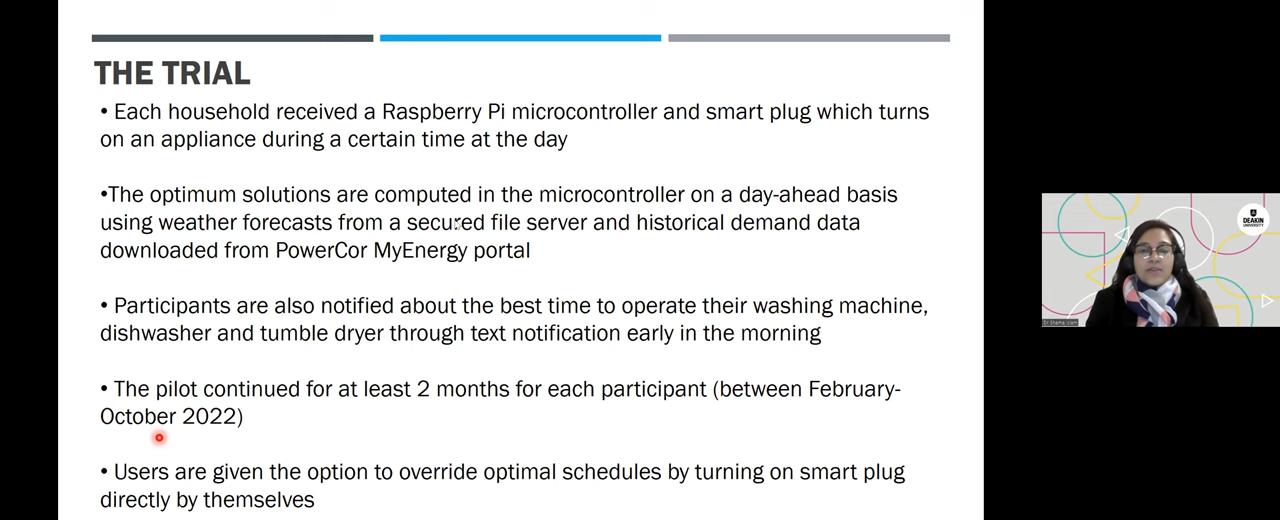 THE TRIAL
• Each household received a Raspberry Pi microcontroller and smart plug which turns
on an appliance during a certain time at the day
•The optimum solutions are computed in the microcontroller on a day-ahead basis
using weather forecasts from a secured file server and historical demand data
downloaded from PowerCor MyEnergy portal
• Participants are also notified about the best time to operate their washing machine,
dishwasher and tumble dryer through text notification early in the morning
• The pilot continued for at least 2 months for each participant (between February-
October 2022)
• Users are given the option to override optimal schedules by turning on smart plug
directly by themselves
DEAKIN
UNIVERSITY